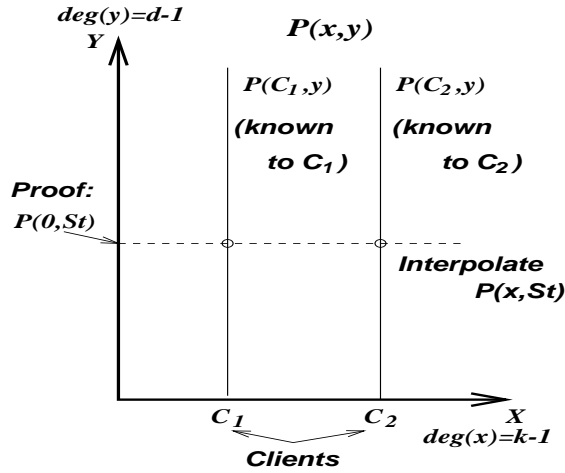 deg(y)=d-1
P(x,y)
Y
P(C1,y)
P(C2,y)
(known
to C1)
(known
to C2)
Proof:
P(0,St)
Interpolate
P(x,St)
C1
C2
X
deg(x)=k-1
Clients